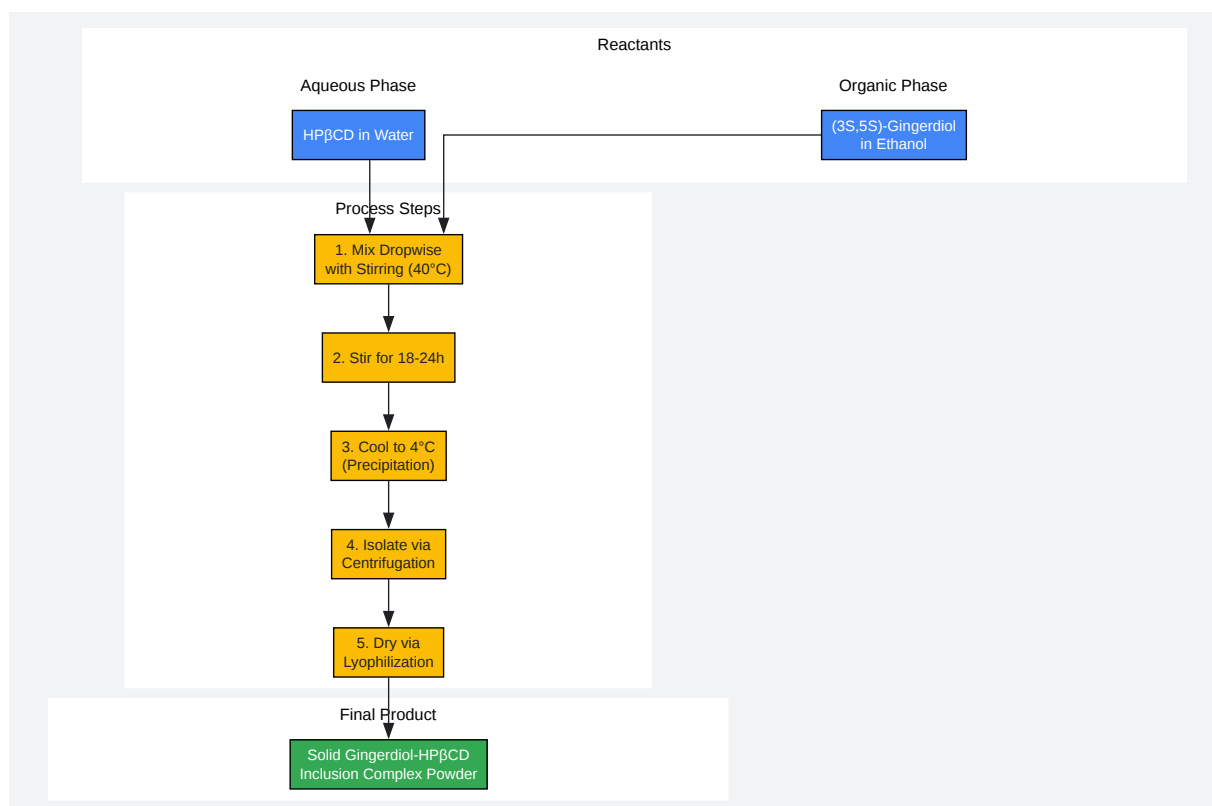 Reactants
Aqueous Phase
Organic Phase
HPβCD in Water
(3S,5S)-Gingerdiol
in Ethanol
Process Steps
1. Mix Dropwise
with Stirring (40°C)
2. Stir for 18-24h
3. Cool to 4°C
(Precipitation)
4. Isolate via
Centrifugation
5. Dry via
Lyophilization
Final Product
Solid Gingerdiol-HPβCD
Inclusion Complex Powder